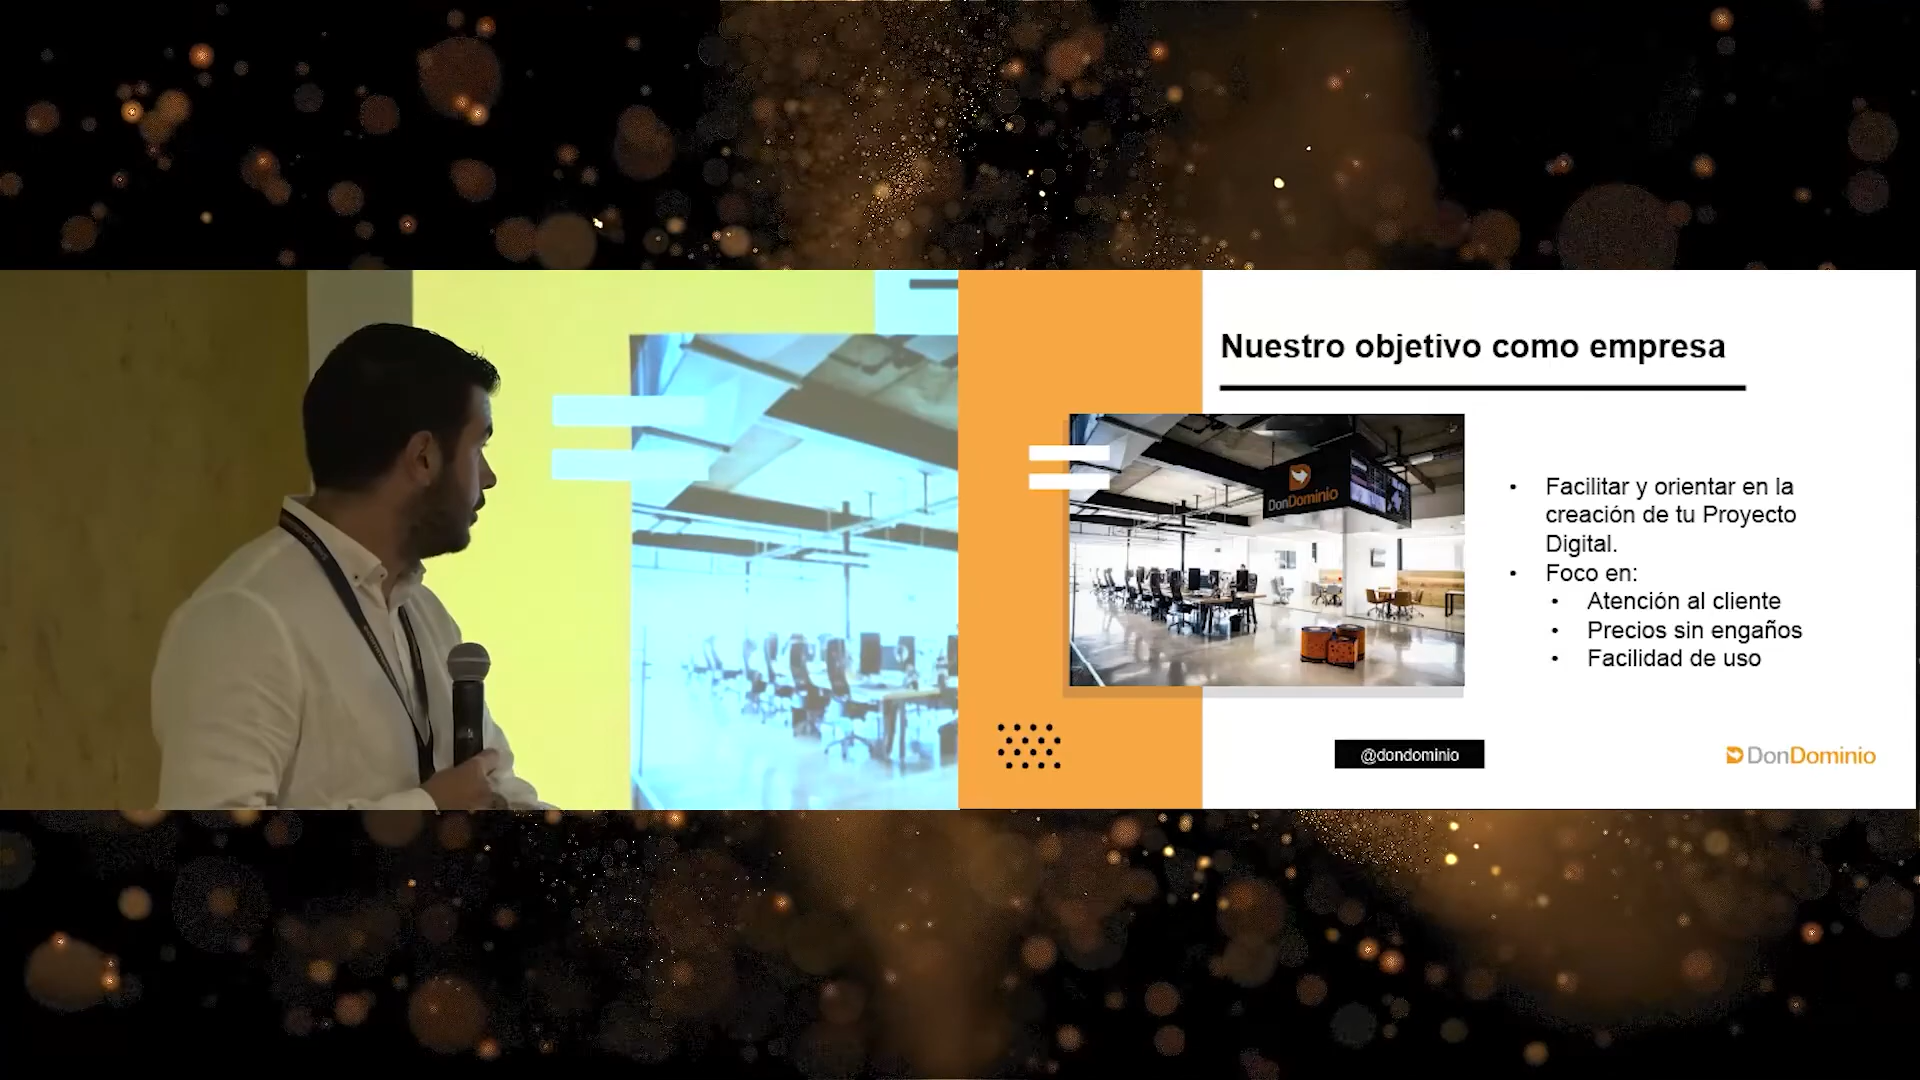 Nuestro objetivo como empresa
DonDominio
• Facilitar y orientar en la
creación de tu Proyecto
Digital.
• Foco en:
• Atención al cliente
• Precios sin engaños
• Facilidad de uso
@dondominio
DonDominio